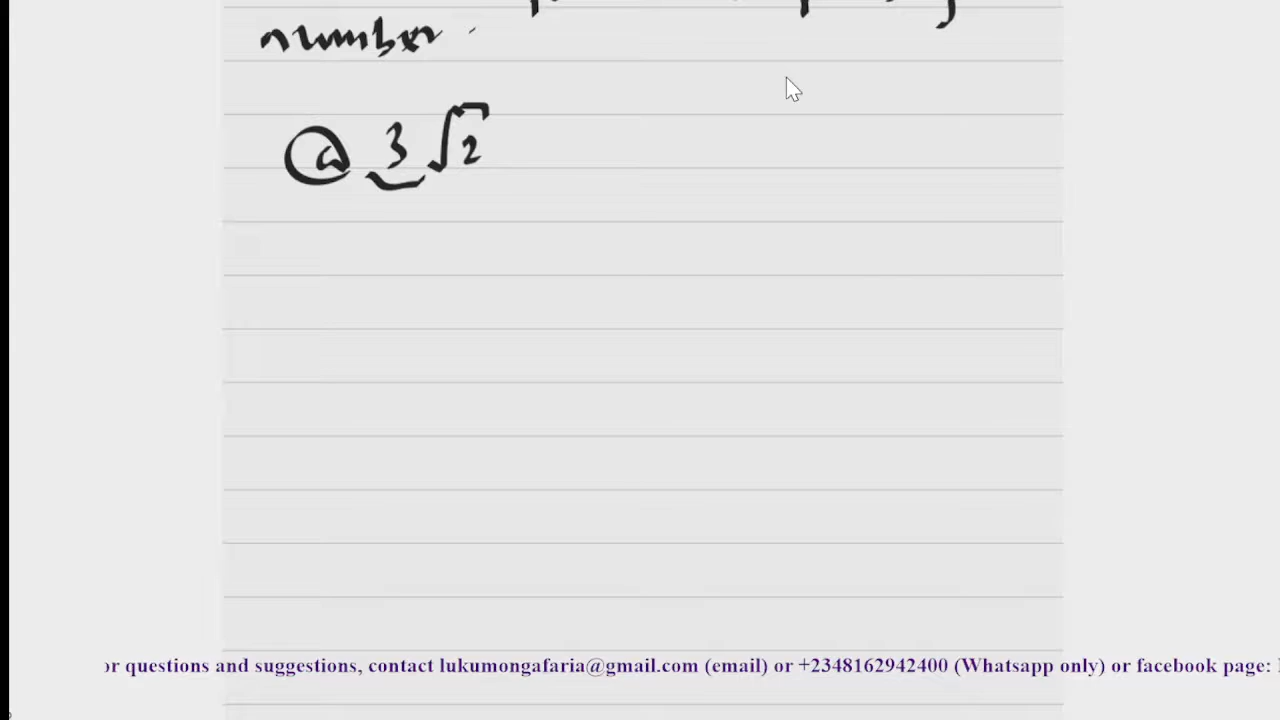 number.
ⓐ 3√2
or questions and suggestions, contact lukumongafaria@gmail.com (email) or +2348162942400 (Whatsapp only) or facebook page: